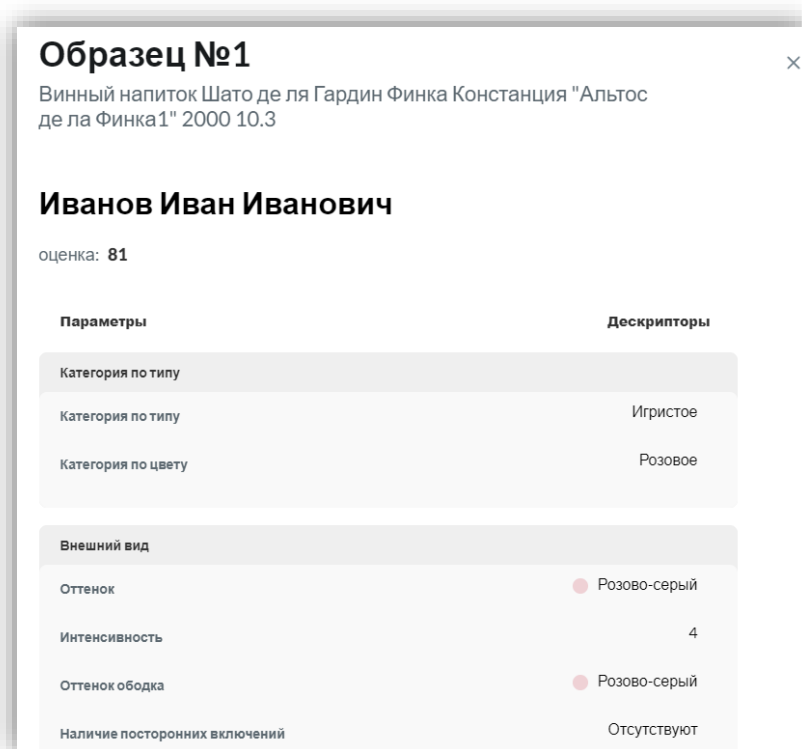 Образец №1
Винный напиток Шато де ля Гардин Финка Констанция "Альтос
де ла Финка1" 2000 10.3
Иванов Иван Иванович
оценка: 81
Параметры Дескрипторы
Категория по типу
Категория по типу Игристое
Категория по цвету Розовое
Внешний вид
Оттенок Розово-серый
Интенсивность 4
Оттенок ободка Розово-серый
Наличие посторонних включений Отсутствуют